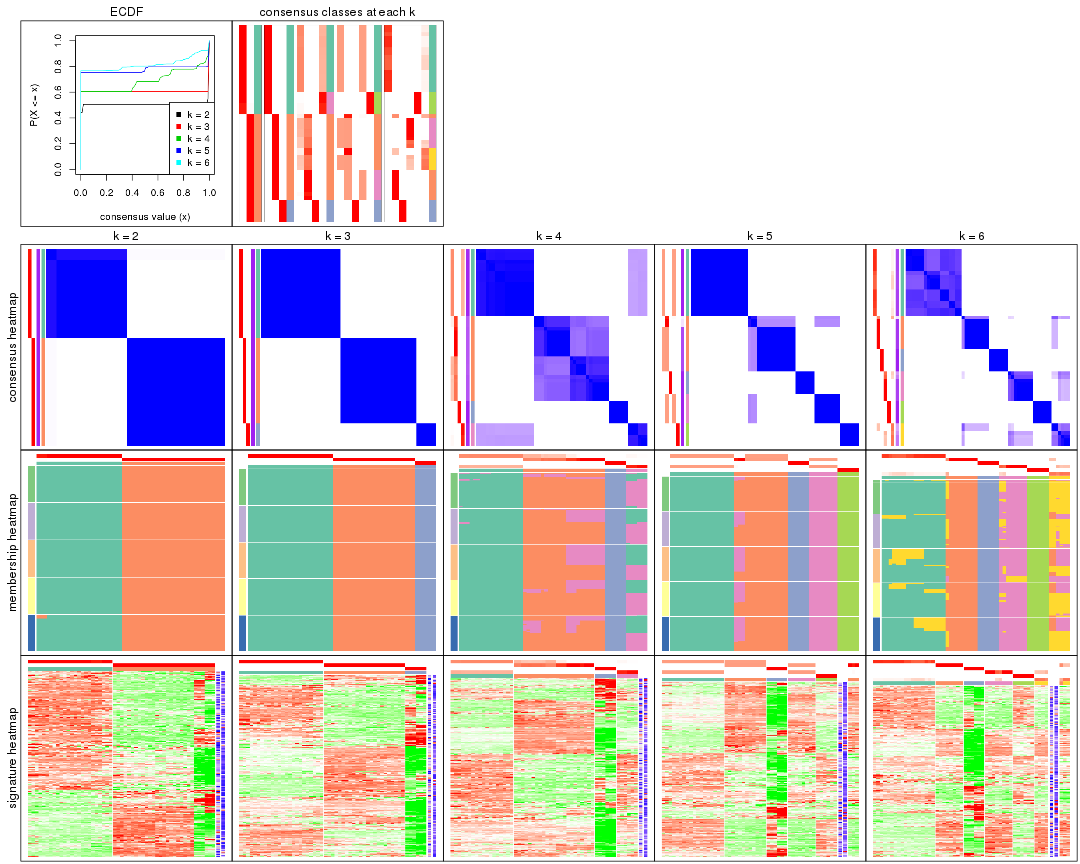 ECDF
consensus classes at each k
P(X <= x)
0.0 0.2 0.4 0.6 0.8 1.0
k = 2
k = 3
k = 4
k = 5
k = 6
0.0 0.2 0.4 0.6 0.8 1.0
consensus value (x)
k = 2
k = 3
k = 4
k = 5
k = 6
consensus heatmap
membership heatmap
signature heatmap